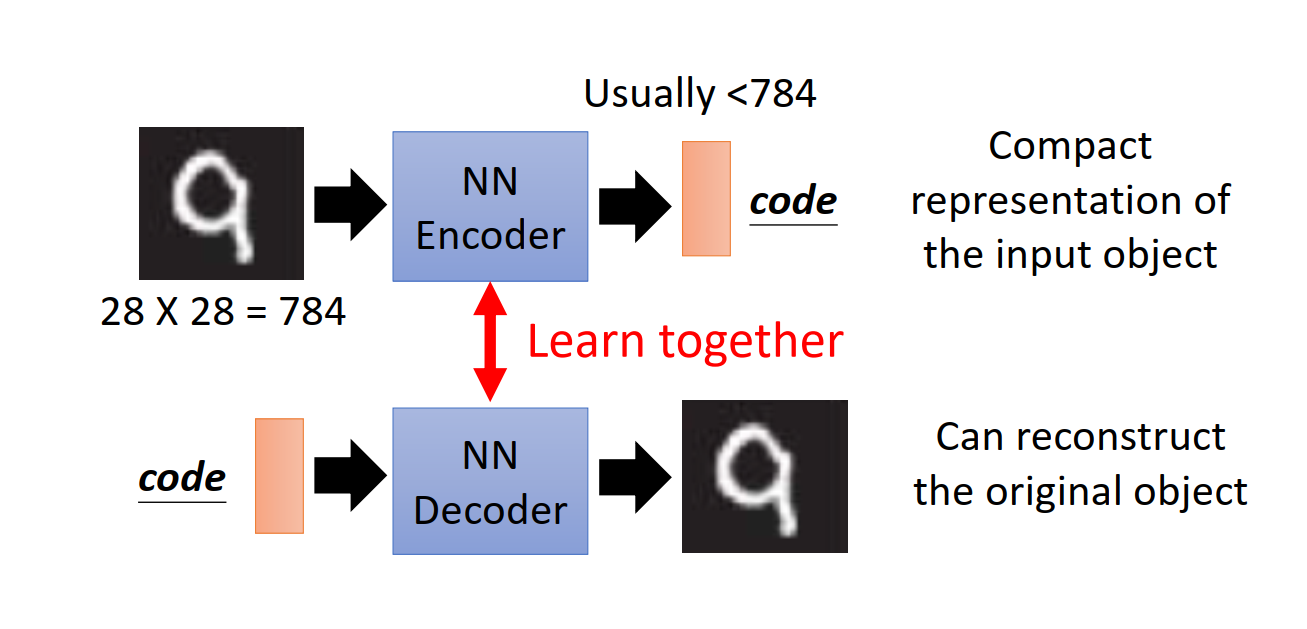 Usually <784
NN
Encoder
code
Compact
representation of
the input object
28 X 28 = 784
Learn together
code
NN
Decoder
Can reconstruct
the original object